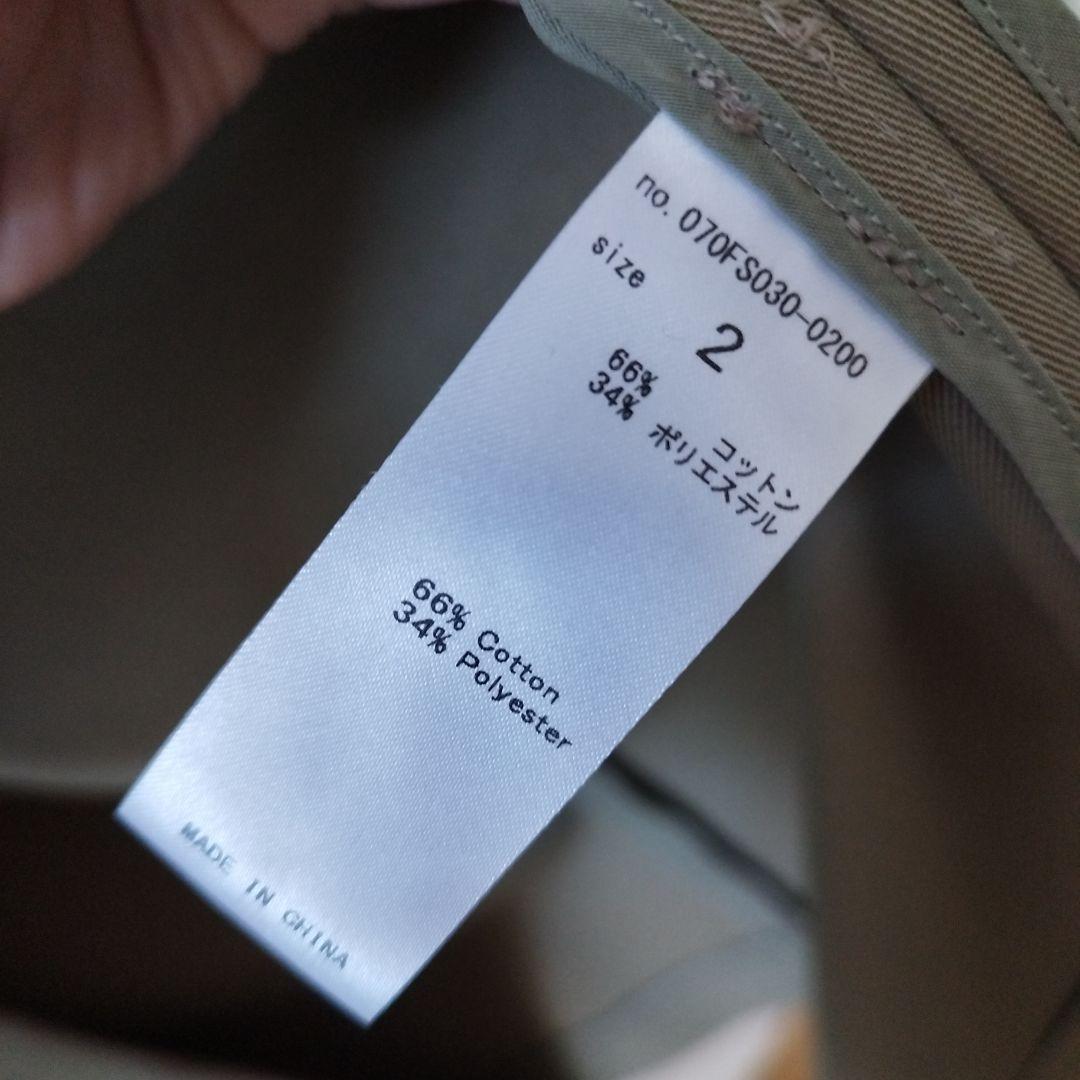 no. 070FS030-0200
size
2
66% コットン
34% ポリエステル
66% Cotton
34% Polyester
MADE IN CHINA